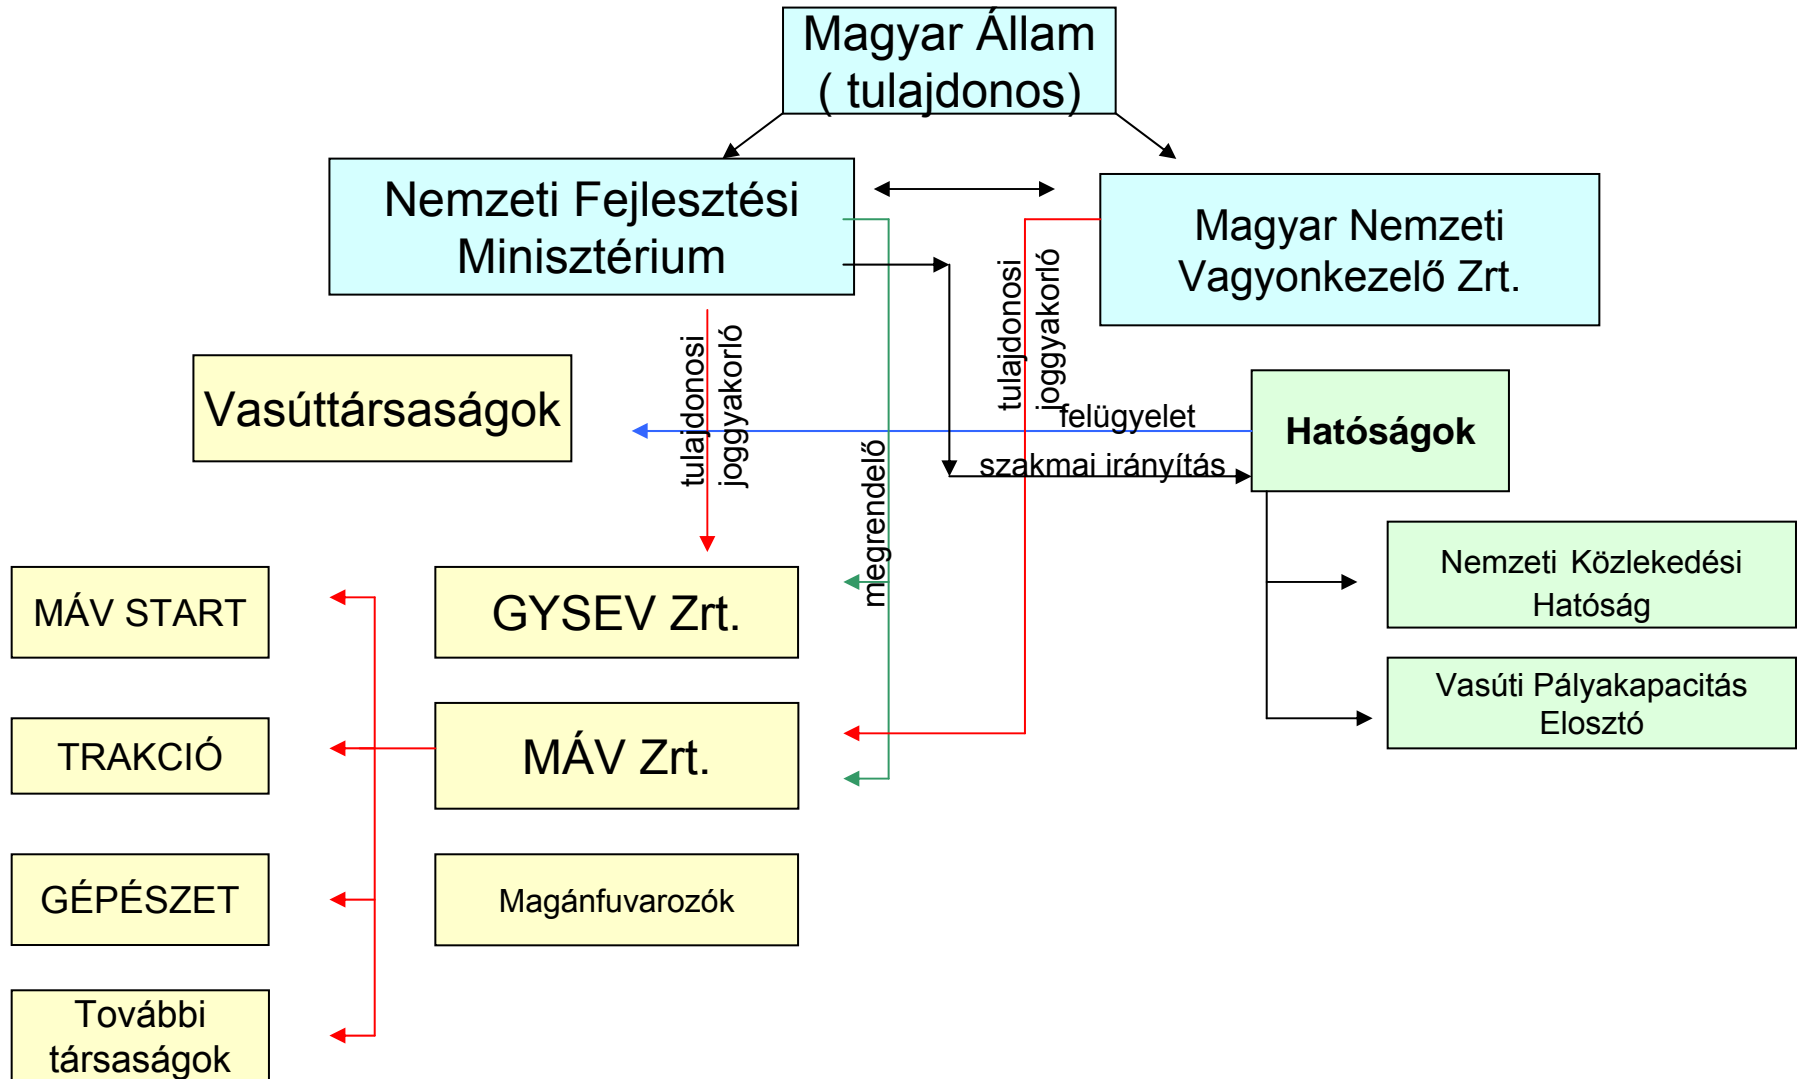 Magyar Állam
( tulajdonos)
Nemzeti Fejlesztési
Minisztérium
Magyar Nemzeti
Vagyonkezelő Zrt.
tulajdonosi
joggyakorló
tulajdonosi
joggyakorló
Vasúttársaságok
felügyelet
Hatóságok
szakmai irányítás
megrendelő
Nemzeti Közlekedési
Hatóság
MÁV START
GYSEV Zrt.
Vasúti Pályakapacitás
Elosztó
TRAKCIÓ
MÁV Zrt.
GÉPÉSZET
Magánfuvarozók
További
társaságok